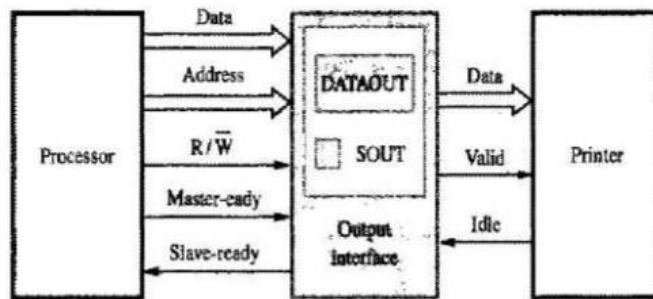 Data
Address
R/W̅
Master-eady
Slave-ready
Processor
DATAOUT
SOUT
Output
interface
Data
Valid
Idle
Printer